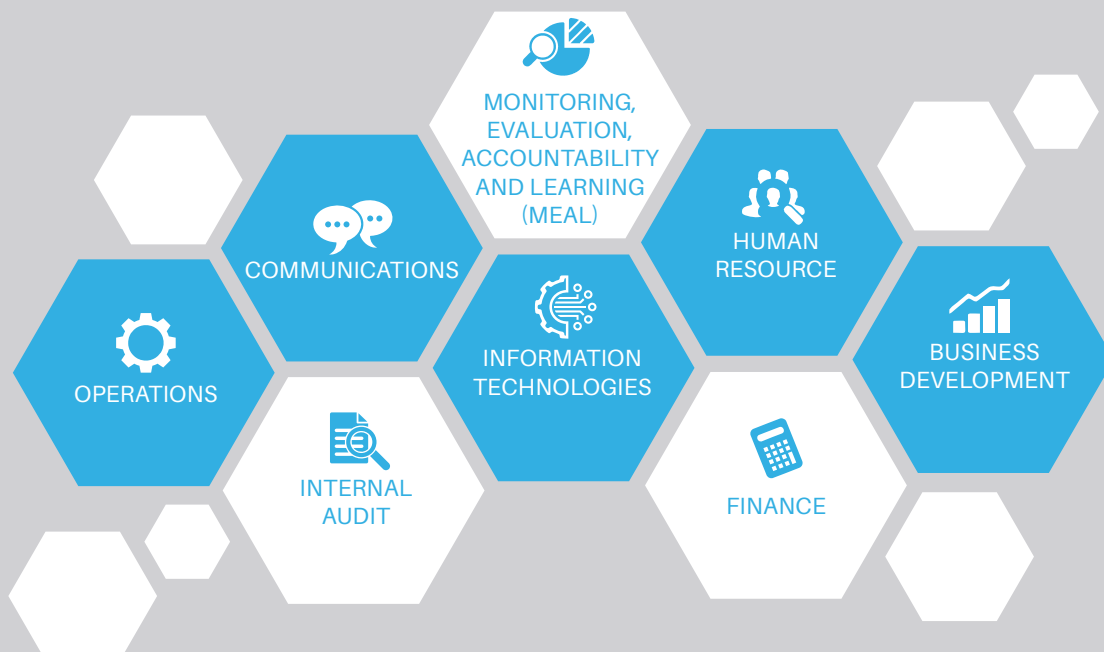 MONITORING,
EVALUATION,
ACCOUNTABILITY
AND LEARNING
(MEAL)
COMMUNICATIONS
HUMAN
RESOURCE
OPERATIONS
INFORMATION
TECHNOLOGIES
BUSINESS
DEVELOPMENT
INTERNAL
AUDIT
FINANCE